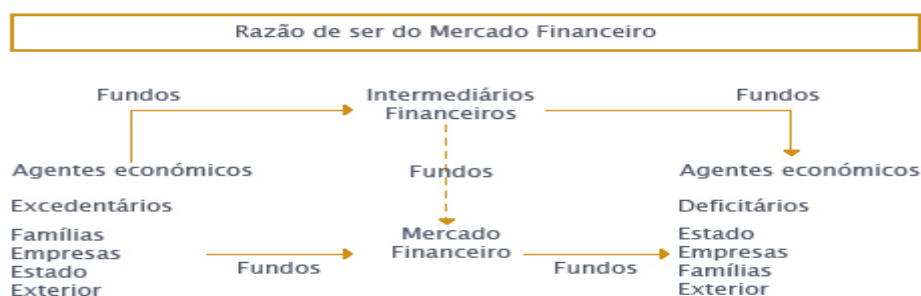 Razão de ser do Mercado Financeiro
Fundos
Intermediários
Financeiros
Fundos
Agentes económicos
Fundos
Agentes económicos
Excedentários
Deficitários
Famílias
Empresas
Estado
Exterior
Fundos
Mercado
Financeiro
Fundos
Estado
Empresas
Famílias
Exterior